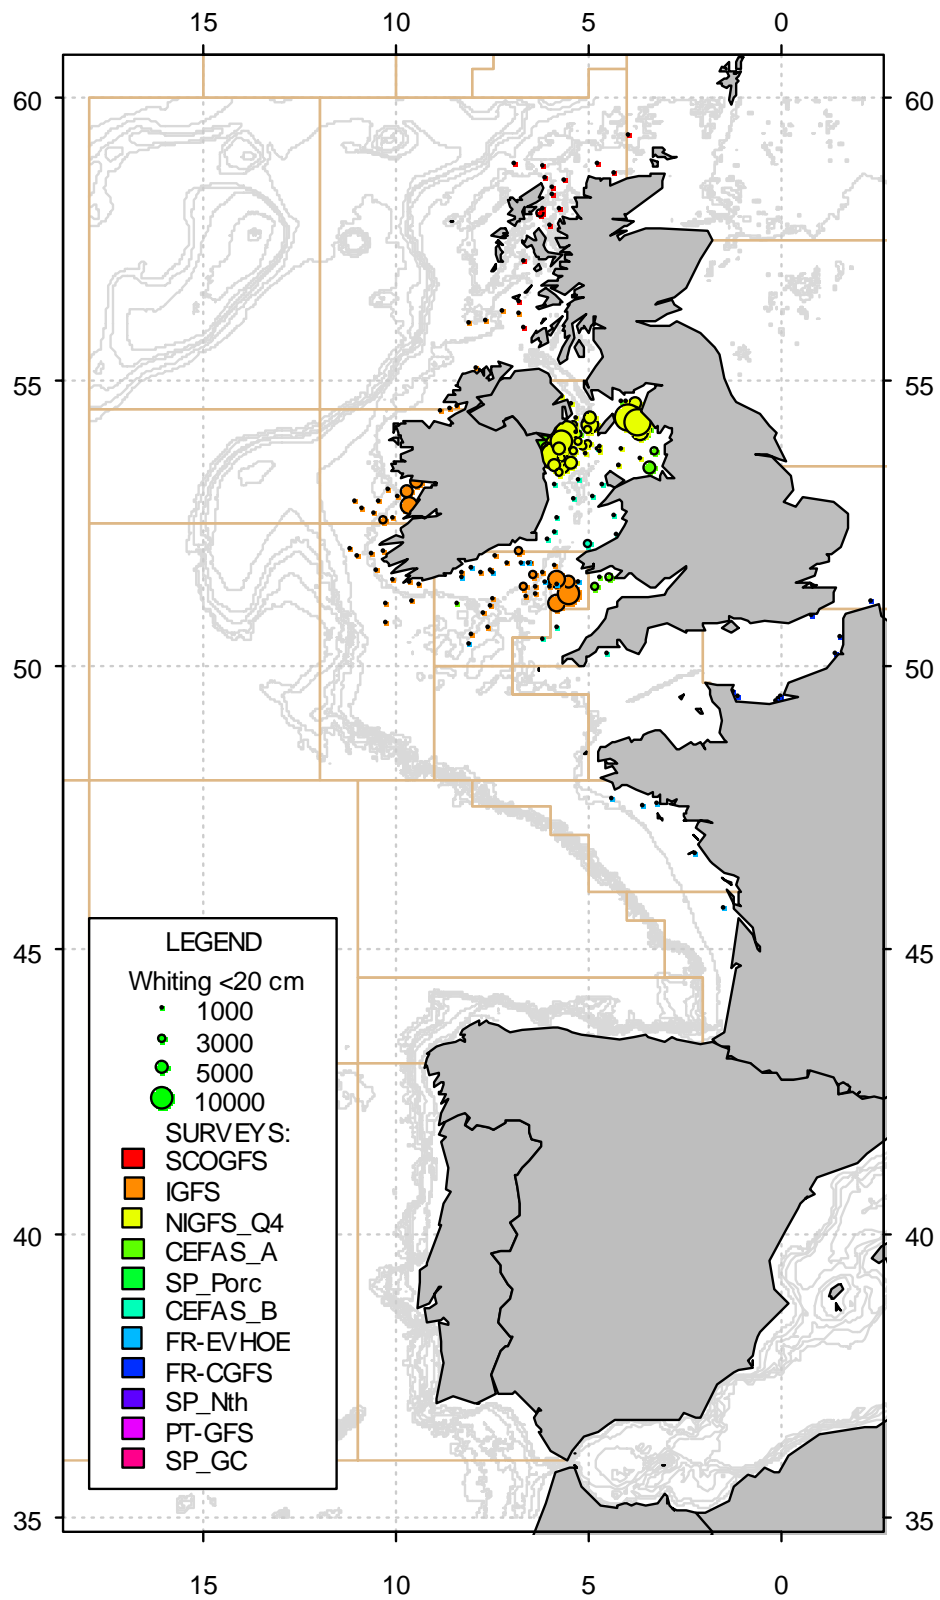 15 10 5 0
60 60
55 55
50 50
45 45
40 40
35 35
LEGEND
Whiting <20 cm
1000
3000
5000
10000
SURVEYS:
SCOGFS
IGFS
NIGFS_Q4
CEFAS_A
SP_Porc
CEFAS_B
FR-EVHOE
FR-CGFS
SP_Nth
PT-GFS
SP_GC
15 10 5 0